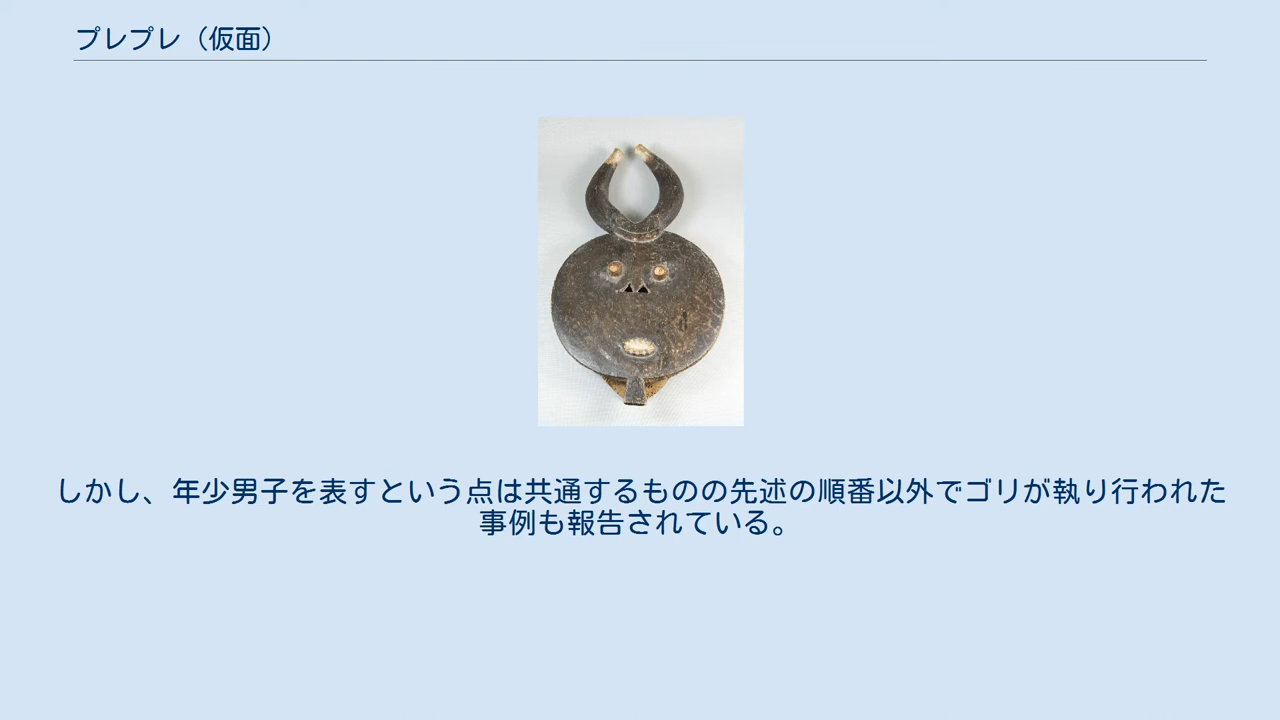 プレプレ（仮面）
しかし、年少男子を表すという点は共通するものの先述の順番以外でゴリが執り行われた
事例も報告されている。